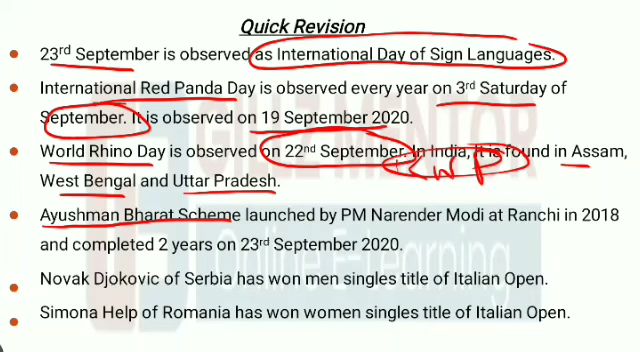 Quick Revision
23rd September is observed as International Day of Sign Languages.
International Red Panda Day is observed every year on 3rd Saturday of
September. It is observed on 19 September 2020.
World Rhino Day is observed on 22nd September. In India, it is found in Assam,
West Bengal and Uttar Pradesh.
Ayushman Bharat Scheme launched by PM Narender Modi at Ranchi in 2018
and completed 2 years on 23rd September 2020.
Novak Djokovic of Serbia has won men singles title of Italian Open.
Simona Help of Romania has won women singles title of Italian Open.
MENTOR
Online E-Learning